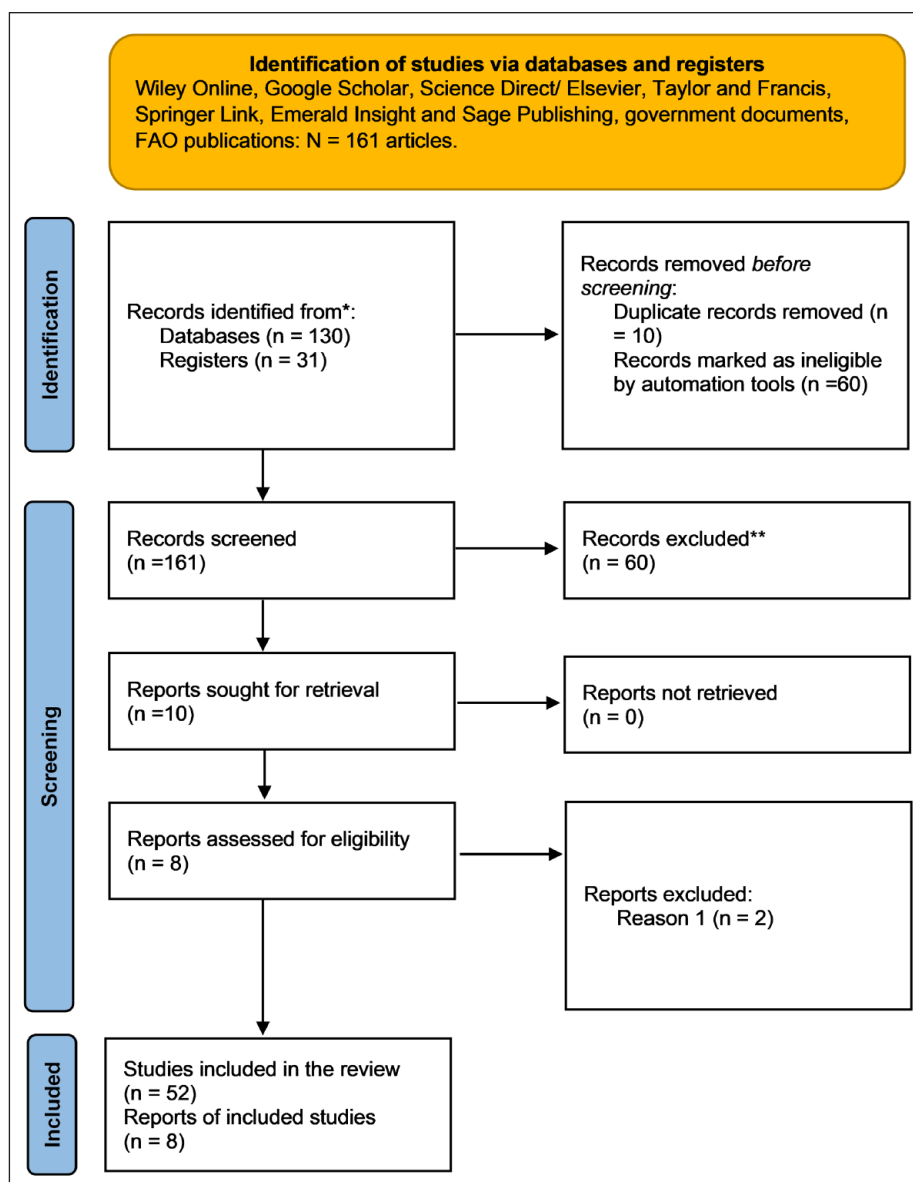 Identification of studies via databases and registers
Wiley Online, Google Scholar, Science Direct/ Elsevier, Taylor and Francis,
Springer Link, Emerald Insight and Sage Publishing, government documents,
FAO publications: N = 161 articles.
Identification
Records identified from*:
Databases (n = 130)
Registers (n = 31)
Records removed before
screening:
Duplicate records removed (n
= 10)
Records marked as ineligible
by automation tools (n =60)
Screening
Records screened
(n =161)
Records excluded**
(n = 60)
Reports sought for retrieval
(n =10)
Reports not retrieved
(n = 0)
Reports assessed for eligibility
(n = 8)
Reports excluded:
Reason 1 (n = 2)
Included
Studies included in the review
(n = 52)
Reports of included studies
(n = 8)